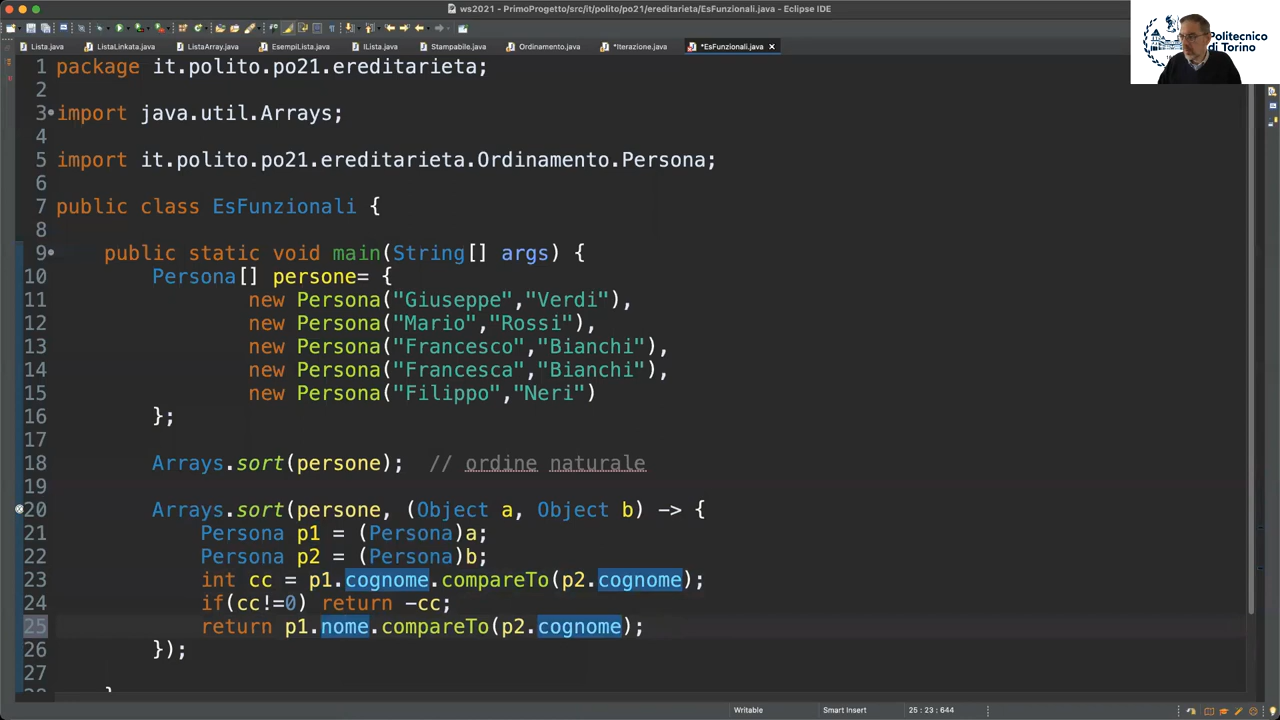 ws2021 - PrimoProgetto/src/it/polito/po21/ereditarieta/EsFunzionali.java - Eclipse IDE
Lista.java ListaLinkata.java ListaArray.java EsempiLista.java ILista.java Stampabile.java Ordinamento.java *Iterazione.java *EsFunzionali.java
Politecnico
di Torino
1 package it.polito.po21.ereditarieta;
2
3 import java.util.Arrays;
4
5 import it.polito.po21.ereditarieta.Ordinamento.Persona;
6
7 public class EsFunzionali {
8
9 public static void main(String[] args) {
10 Persona[] persone= {
11 new Persona("Giuseppe","Verdi"),
12 new Persona("Mario","Rossi"),
13 new Persona("Francesco","Bianchi"),
14 new Persona("Francesca","Bianchi"),
15 new Persona("Filippo","Neri")
16 };
17
18 Arrays.sort(persone); // ordine naturale
19
20 Arrays.sort(persone, (Object a, Object b) -> {
21 Persona p1 = (Persona)a;
22 Persona p2 = (Persona)b;
23 int cc = p1.cognome.compareTo(p2.cognome);
24 if(cc!=0) return -cc;
25 return p1.nome.compareTo(p2.cognome);
26 });
27
Writable Smart Insert 25 : 23 : 644